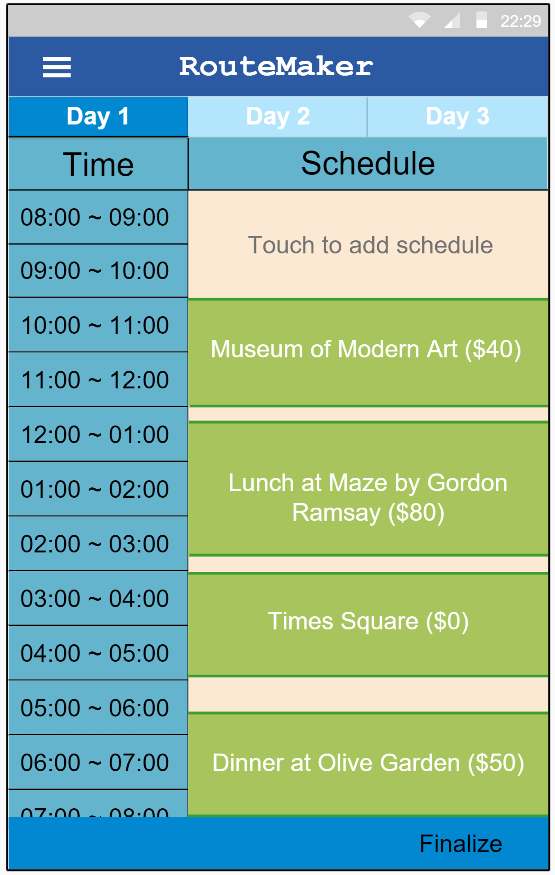 22:29
RouteMaker
Day 1 Day 2 Day 3
Time Schedule
08:00 ~ 09:00
Touch to add schedule
09:00 ~ 10:00
10:00 ~ 11:00
Museum of Modern Art ($40)
11:00 ~ 12:00
12:00 ~ 01:00
01:00 ~ 02:00
Lunch at Maze by Gordon
Ramsay ($80)
02:00 ~ 03:00
03:00 ~ 04:00
Times Square ($0)
04:00 ~ 05:00
05:00 ~ 06:00
06:00 ~ 07:00
Dinner at Olive Garden ($50)
07:00 ~ 08:00
Finalize